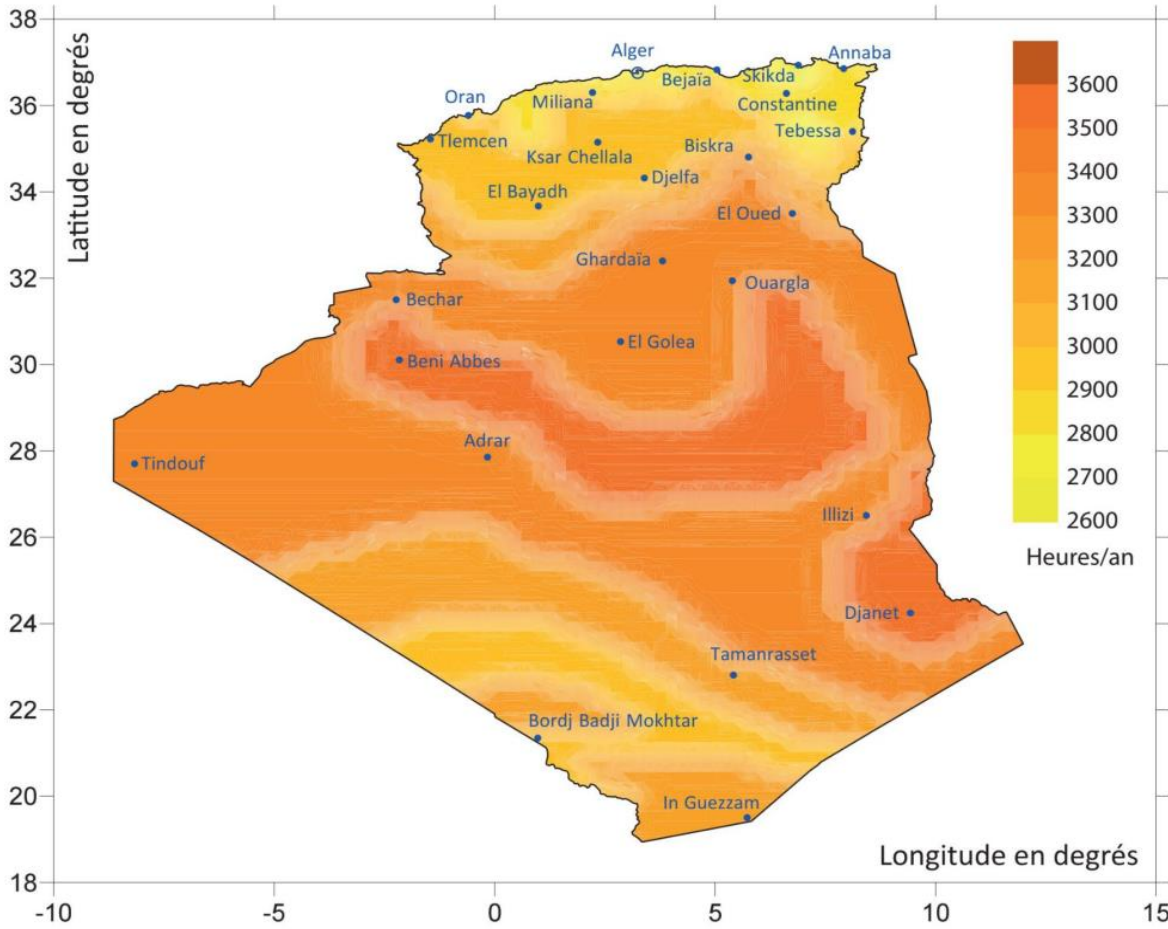 38
36
34
32
30
28
26
24
22
20
18
Latitude en degrés
Alger
Annaba
Bejaïa
Skikda
Oran
Miliana
Constantine
Tlemcen
Tebessa
Ksar Chellala
Biskra
Djelfa
El Bayadh
El Oued
Ghardaïa
Ouargla
Bechar
El Golea
Beni Abbes
Adrar
Tindouf
Illizi
Djanet
Tamanrasset
Bordj Badji Mokhtar
In Guezzam
3600
3500
3400
3300
3200
3100
3000
2900
2800
2700
2600
Heures/an
Longitude en degrés
-10
-5
0
5
10
15